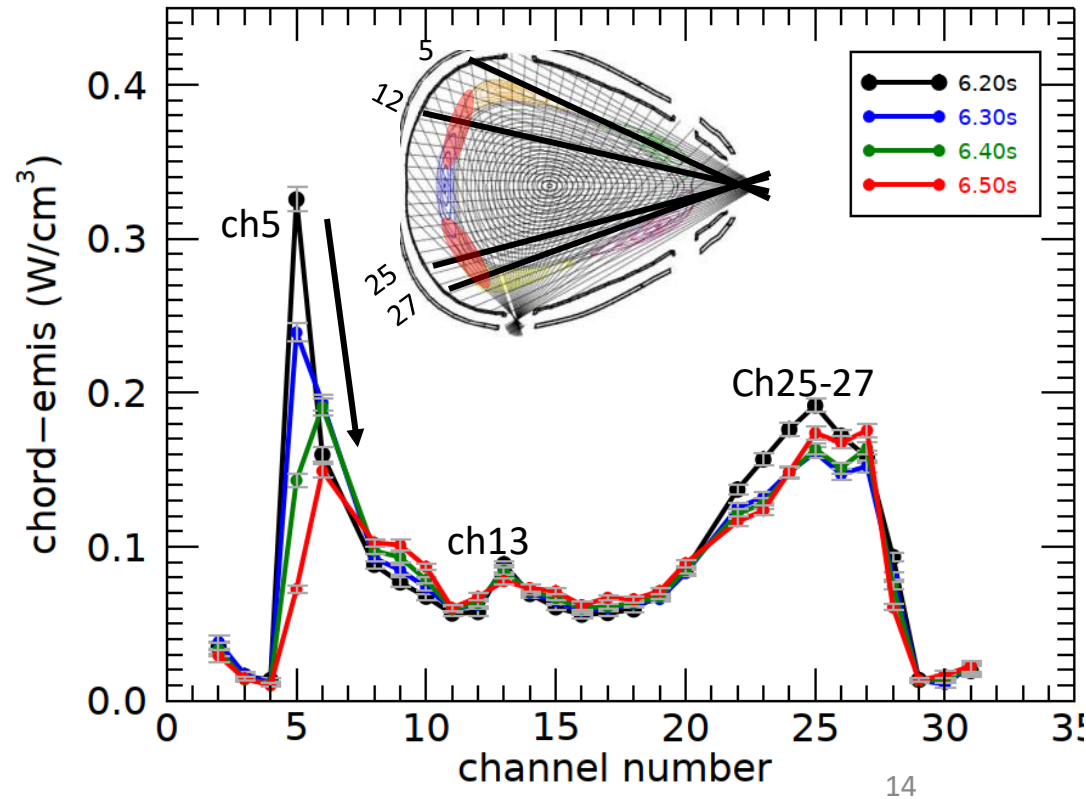 chord−emis (W/cm³)
0.4
0.3
0.2
0.1
0.0
5
12
25
27
6.20s
6.30s
6.40s
6.50s
ch5
ch13
Ch25-27
0 5 10 15 20 25 30 35
channel number
14